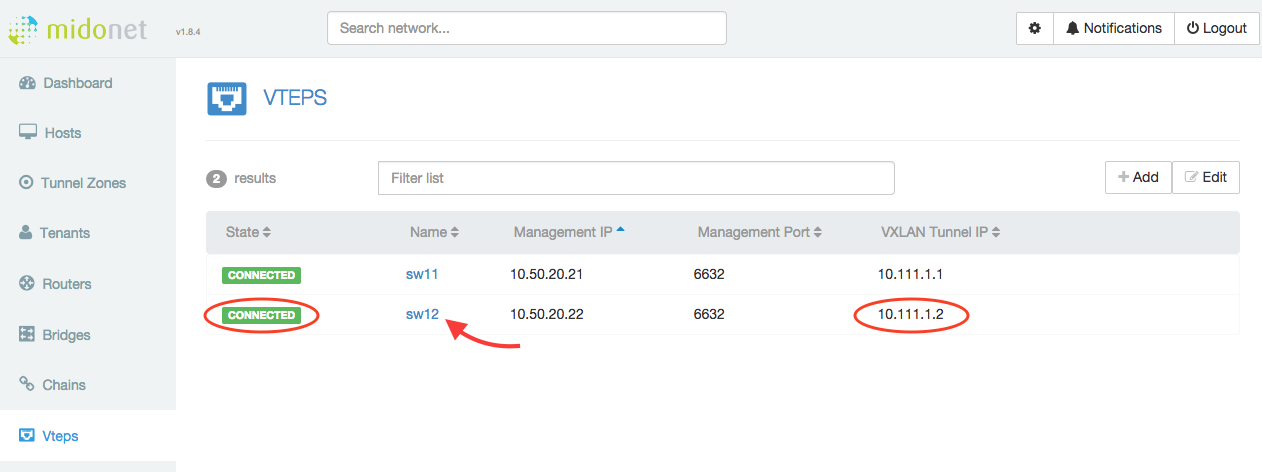 midonet v1.8.4 Search network... Notifications Logout
Dashboard
Hosts
Tunnel Zones
Tenants
Routers
Bridges
Chains
Vteps
VTEPS
2 results Filter list Add Edit
State Name Management IP Management Port VXLAN Tunnel IP
CONNECTED sw11 10.50.20.21 6632 10.111.1.1
CONNECTED sw12 10.50.20.22 6632 10.111.1.2